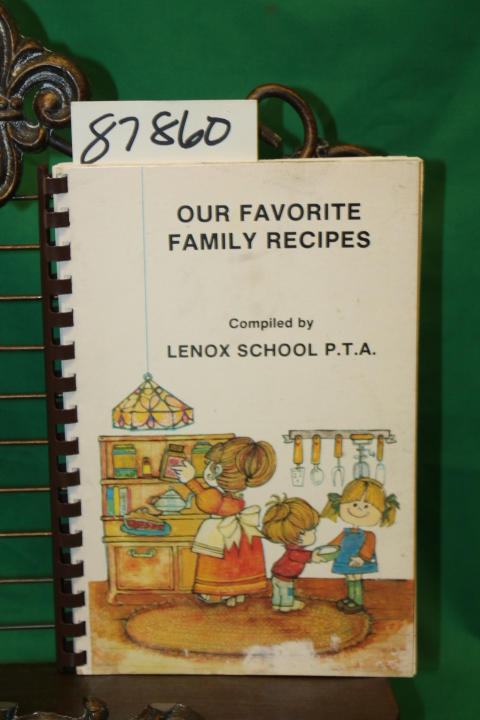 87860
OUR FAVORITE
FAMILY RECIPES
Compiled by
LENOX SCHOOL P.T.A.